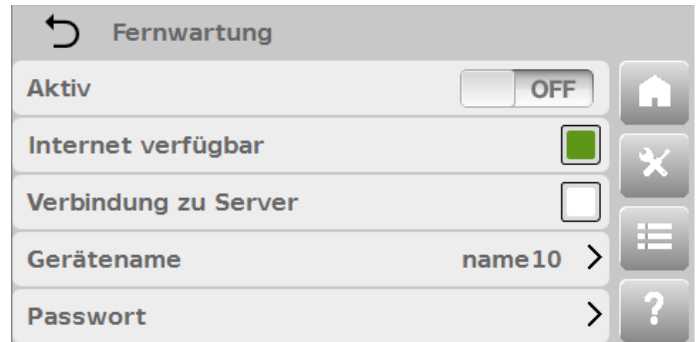 Fernwartung
Aktiv OFF
Internet verfügbar
Verbindung zu Server
Gerätename name10
Passwort
?